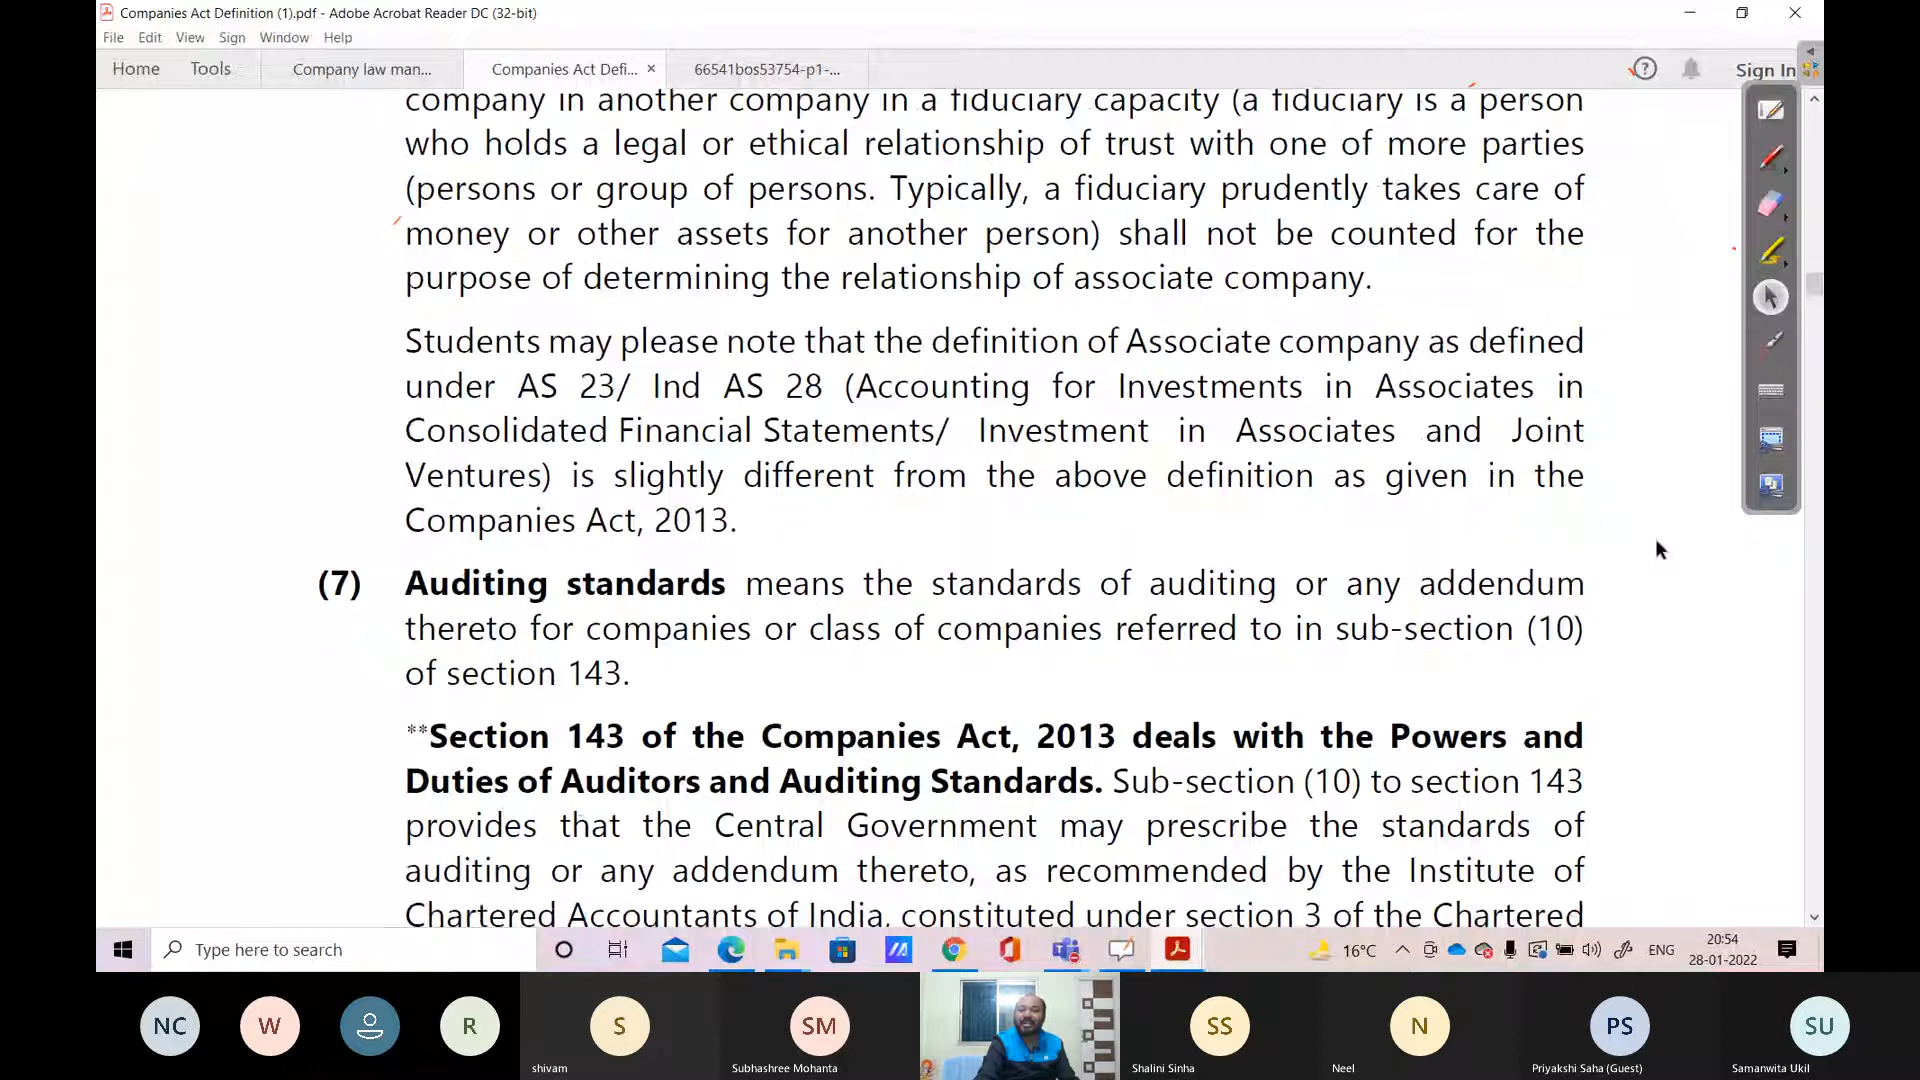 Companies Act Definition (1).pdf - Adobe Acrobat Reader DC (32-bit)
File Edit View Sign Window Help
Home Tools Company law man... Companies Act Defi... × 66541bos53754-p1-... Sign In
company in another company in a fiduciary capacity (a fiduciary is a person
who holds a legal or ethical relationship of trust with one of more parties
(persons or group of persons. Typically, a fiduciary prudently takes care of
money or other assets for another person) shall not be counted for the
purpose of determining the relationship of associate company.
Students may please note that the definition of Associate company as defined
under AS 23/ Ind AS 28 (Accounting for Investments in Associates in
Consolidated Financial Statements/ Investment in Associates and Joint
Ventures) is slightly different from the above definition as given in the
Companies Act, 2013.
(7) Auditing standards means the standards of auditing or any addendum
thereto for companies or class of companies referred to in sub-section (10)
of section 143.
**Section 143 of the Companies Act, 2013 deals with the Powers and
Duties of Auditors and Auditing Standards. Sub-section (10) to section 143
provides that the Central Government may prescribe the standards of
auditing or any addendum thereto, as recommended by the Institute of
Chartered Accountants of India, constituted under section 3 of the Chartered
Type here to search 16°C ENG 20:54
28-01-2022
NC W R S SM SS N PS SU
shivam Subhashree Mohanta Shalini Sinha Neel Priyakshi Saha (Guest) Samanwita Ukil